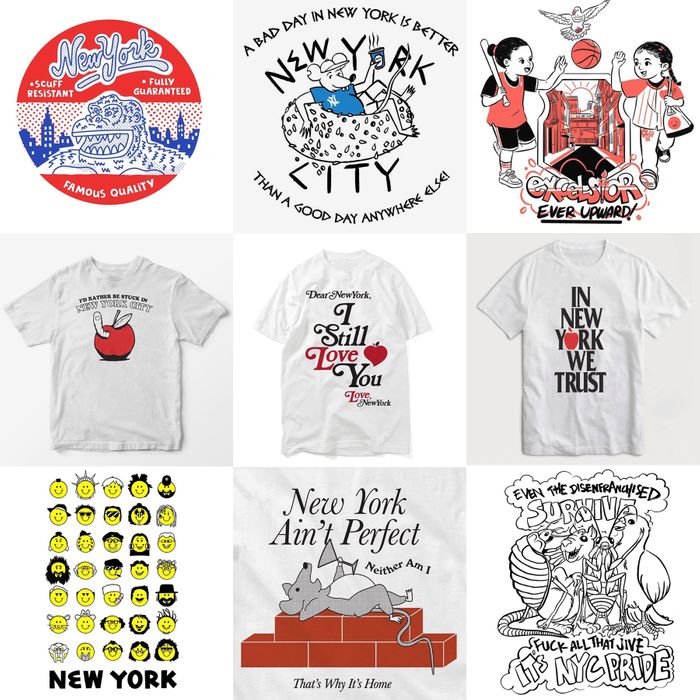 New York
•SCUFF
RESISTANT
•FULLY
GUARANTEED
FAMOUS QUALITY
A BAD DAY IN NEW YORK IS BETTER
NEW YORK
CITY
THAN A GOOD DAY ANYWHERE ELSE!
EXCELSIOR
EVER UPWARD!
I'D RATHER BE STUCK IN
NEW YORK CITY
Dear New York,
I
Still
Love
You
Love,
New York
IN
NEW
YORK
WE
TRUST
NEW YORK
New York
Ain't Perfect
Neither Am I
That's Why It's Home
EVEN THE DISENFRANCHISED
SURVIVE
FUCK ALL THAT JIVE
IT'S NYC PRIDE